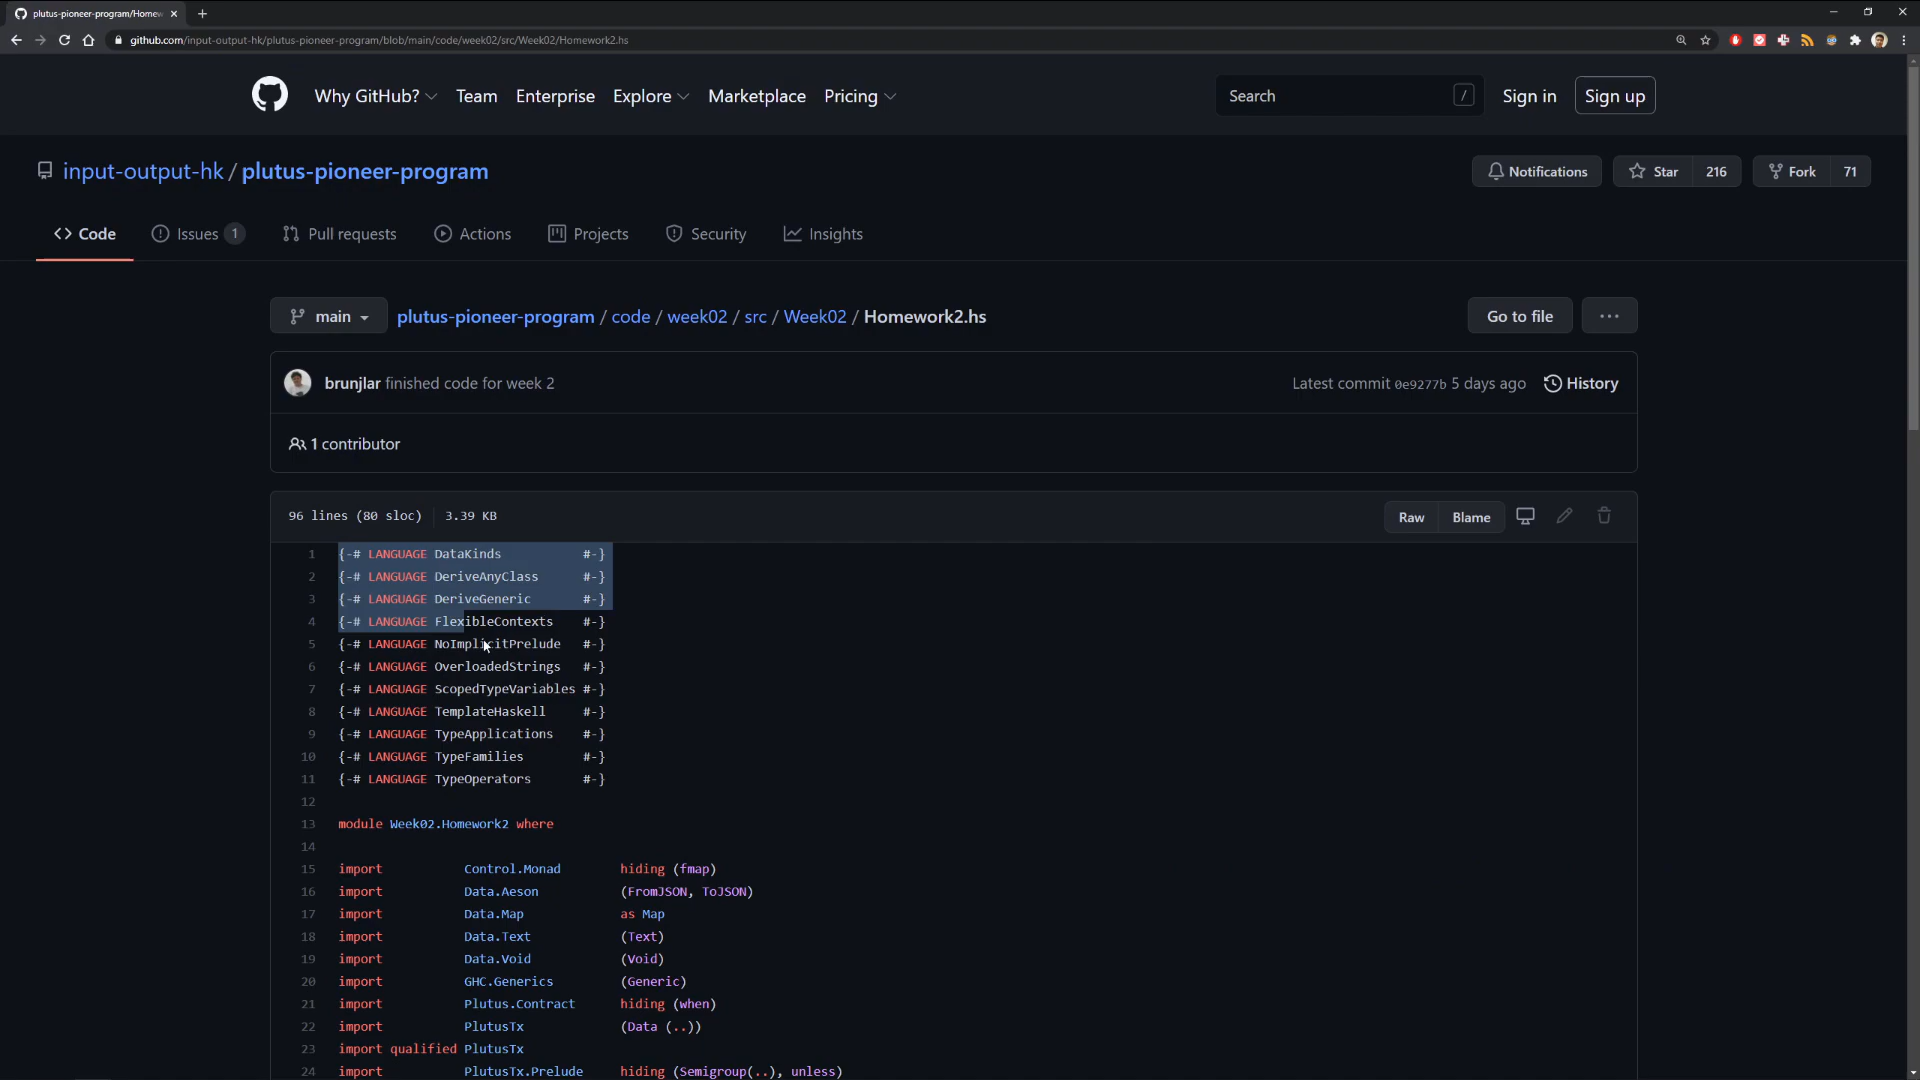 plutus-pioneer-program/Homew
github.com/input-output-hk/plutus-pioneer-program/blob/main/code/week02/src/Week02/Homework2.hs
Why GitHub? Team Enterprise Explore Marketplace Pricing Search / Sign in Sign up
input-output-hk / plutus-pioneer-program Notifications Star 216 Fork 71
<> Code Issues 1 Pull requests Actions Projects Security Insights
main plutus-pioneer-program / code / week02 / src / Week02 / Homework2.hs Go to file ...
brunjlar finished code for week 2 Latest commit 0e9277b 5 days ago History
1 contributor
96 lines (80 sloc) 3.39 KB Raw Blame
1 {-# LANGUAGE DataKinds #-}
2 {-# LANGUAGE DeriveAnyClass #-}
3 {-# LANGUAGE DeriveGeneric #-}
4 {-# LANGUAGE FlexibleContexts #-}
5 {-# LANGUAGE NoImplicitPrelude #-}
6 {-# LANGUAGE OverloadedStrings #-}
7 {-# LANGUAGE ScopedTypeVariables #-}
8 {-# LANGUAGE TemplateHaskell #-}
9 {-# LANGUAGE TypeApplications #-}
10 {-# LANGUAGE TypeFamilies #-}
11 {-# LANGUAGE TypeOperators #-}
12
13 module Week02.Homework2 where
14
15 import Control.Monad hiding (fmap)
16 import Data.Aeson (FromJSON, ToJSON)
17 import Data.Map as Map
18 import Data.Text (Text)
19 import Data.Void (Void)
20 import GHC.Generics (Generic)
21 import Plutus.Contract hiding (when)
22 import PlutusTx (Data (..))
23 import qualified PlutusTx
24 import PlutusTx.Prelude hiding (Semigroup(..), unless)